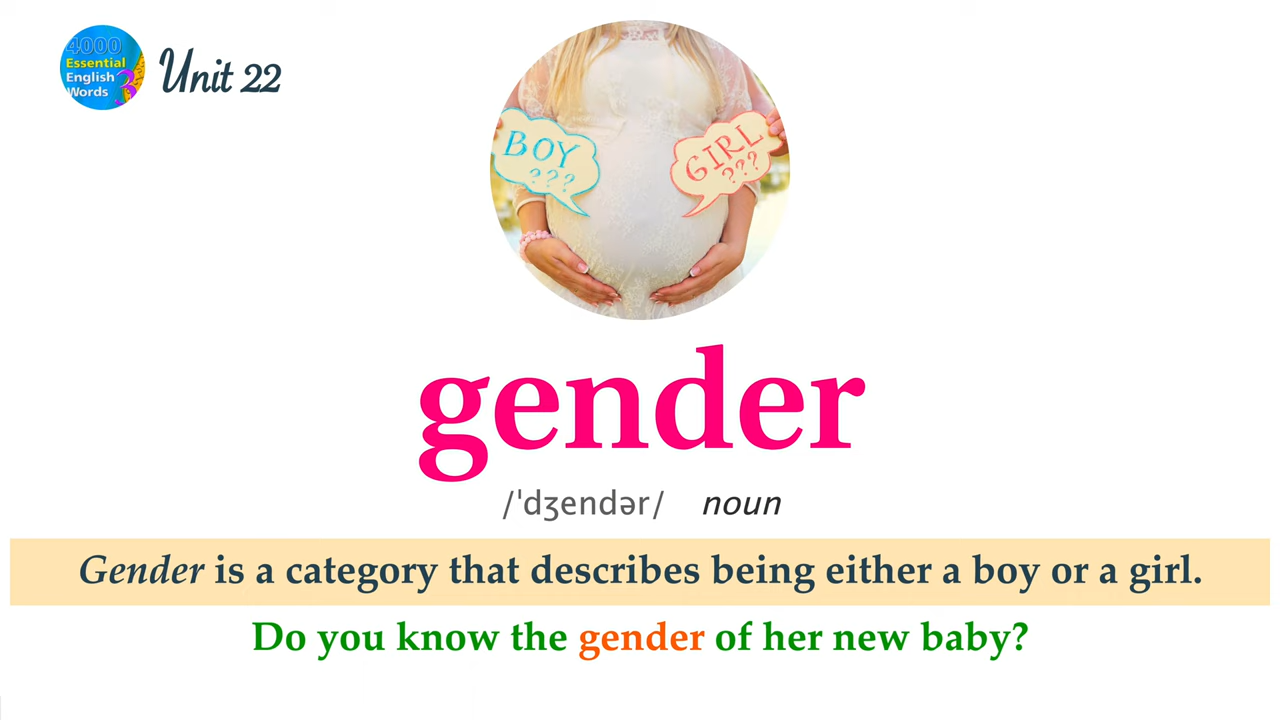 4000
Essential
English
Words
3
Unit 22
BOY
???
GIRL
???
gender
/ˈdʒendər/ noun
Gender is a category that describes being either a boy or a girl.
Do you know the gender of her new baby?